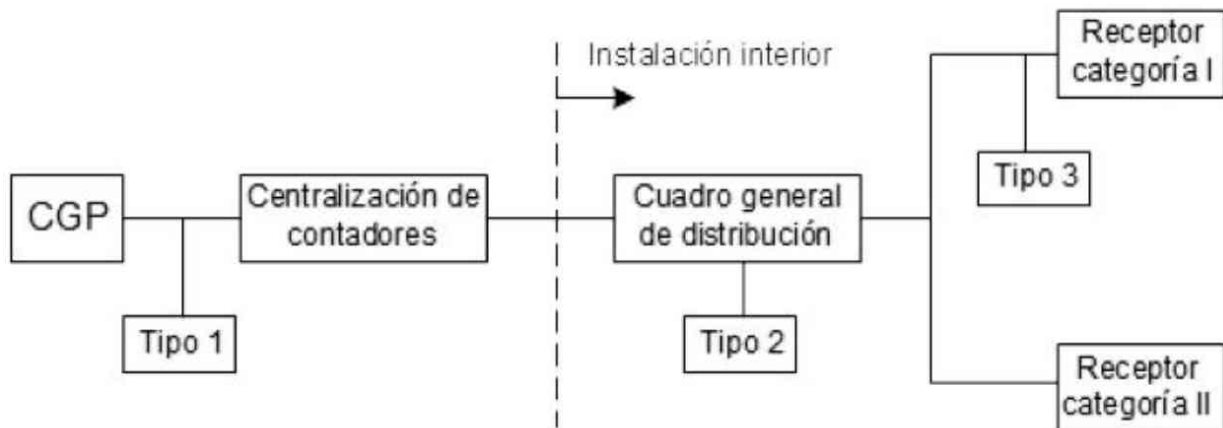 Instalación interior
Receptor
categoría I
CGP
Centralización de
contadores
Cuadro general
de distribución
Tipo 3
Tipo 1
Tipo 2
Receptor
categoría II